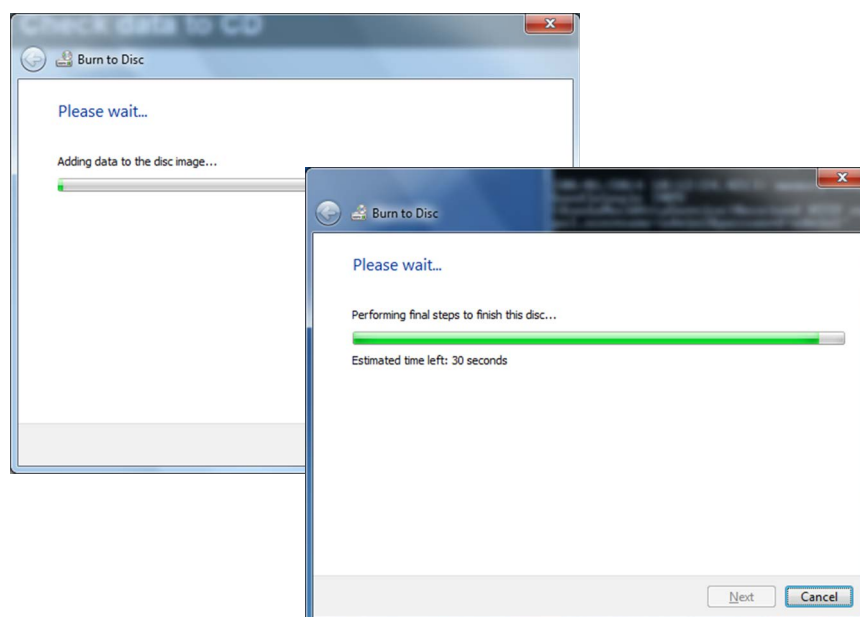 Check data to CD
Burn to Disc
Please wait...
Adding data to the disc image...
Burn to Disc
Please wait...
Performing final steps to finish this disc...
Estimated time left: 30 seconds
Next
Cancel